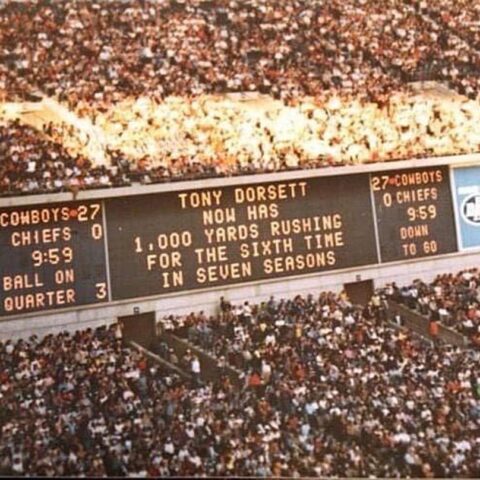 COWBOYS 27
CHIEFS 0
9:59
BALL ON
QUARTER 3
TONY DORSETT
NOW HAS
1,000 YARDS RUSHING
FOR THE SIXTH TIME
IN SEVEN SEASONS
27 COWBOYS
0 CHIEFS
9:59
DOWN
TO GO